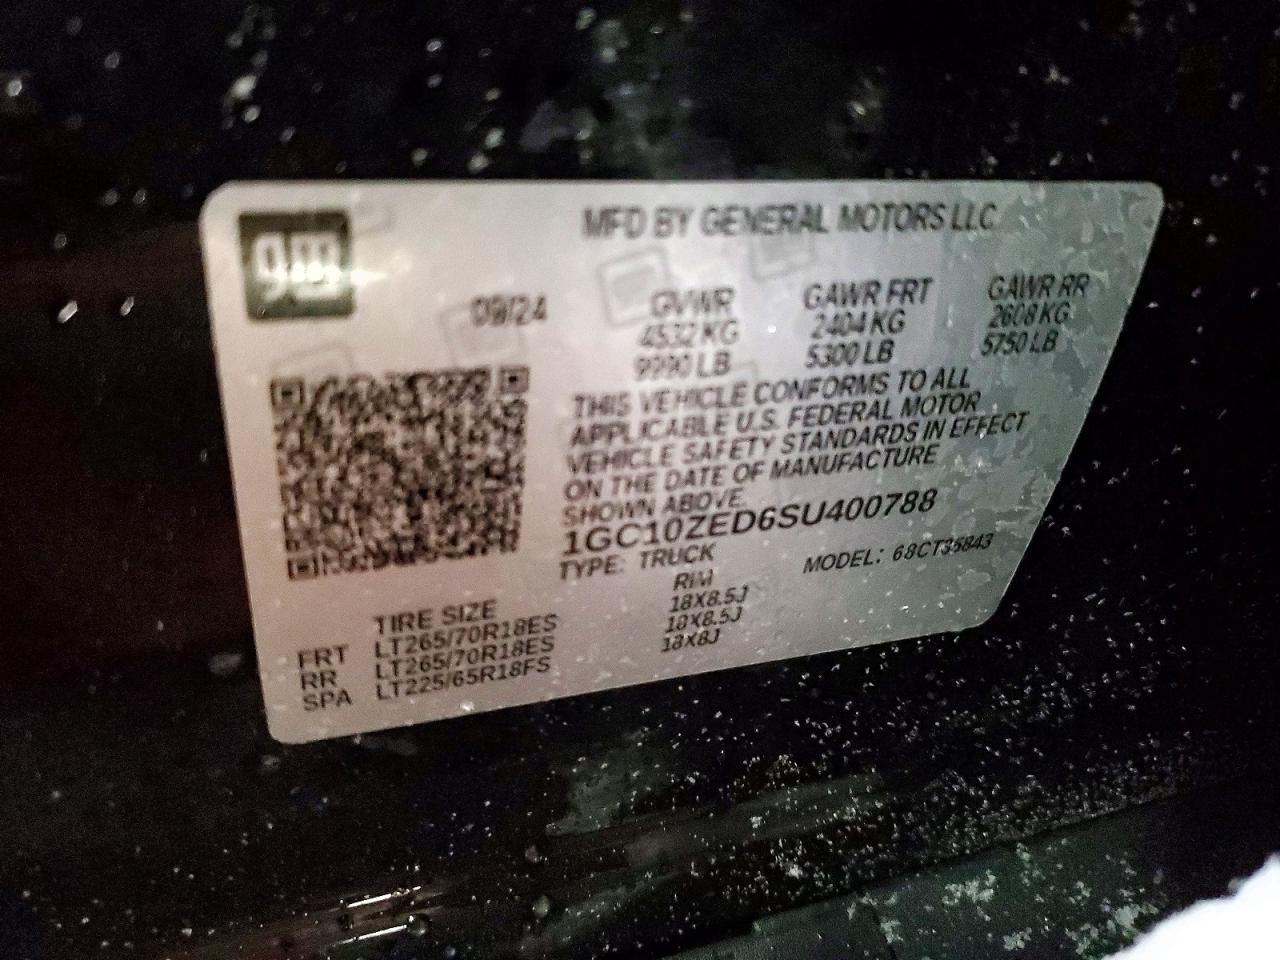 gm
MFD BY GENERAL MOTORS LLC
09/24
GVWR GAWR FRT GAWR RR
4532 KG 2404 KG 2608 KG
9990 LB 5300 LB 5750 LB
THIS VEHICLE CONFORMS TO ALL
APPLICABLE U.S. FEDERAL MOTOR
VEHICLE SAFETY STANDARDS IN EFFECT
ON THE DATE OF MANUFACTURE
SHOWN ABOVE.
1GC10ZED6SU400788
TYPE: TRUCK MODEL: 68CT35843
TIRE SIZE RIM
FRT LT265/70R18ES 18X8.5J
RR LT265/70R18ES 18X8.5J
SPA LT225/65R18FS 18X8J